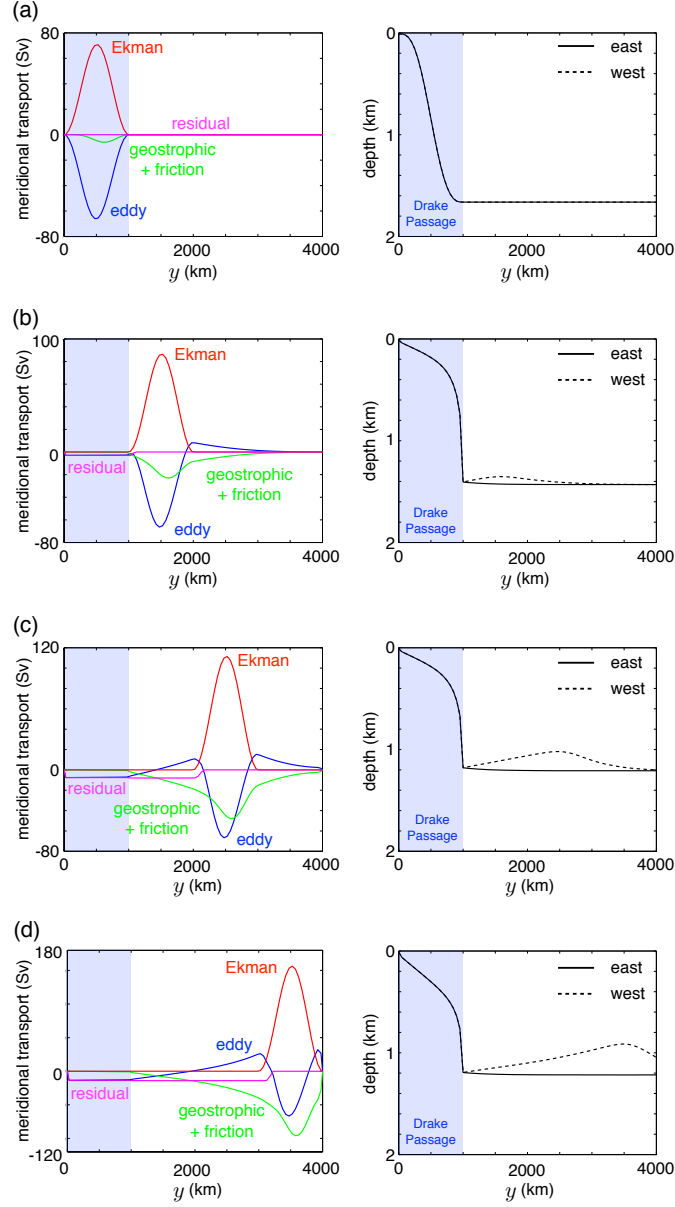 (a)
80
0
-80
meridional transport (Sv)
Ekman
residual
geostrophic
+ friction
eddy
0
2000
4000
y (km)
0
1
2
depth (km)
east
west
Drake
Passage
0
2000
4000
y (km)
(b)
100
0
-80
meridional transport (Sv)
Ekman
residual
geostrophic
+ friction
eddy
0
2000
4000
y (km)
0
1
2
depth (km)
east
west
Drake
Passage
0
2000
4000
y (km)
(c)
120
0
-80
meridional transport (Sv)
Ekman
residual
geostrophic
+ friction
eddy
0
2000
4000
y (km)
0
1
2
depth (km)
east
west
Drake
Passage
0
2000
4000
y (km)
(d)
180
0
-120
meridional transport (Sv)
Ekman
eddy
residual
geostrophic
+ friction
0
2000
4000
y (km)
0
1
2
depth (km)
east
west
Drake
Passage
0
2000
4000
y (km)